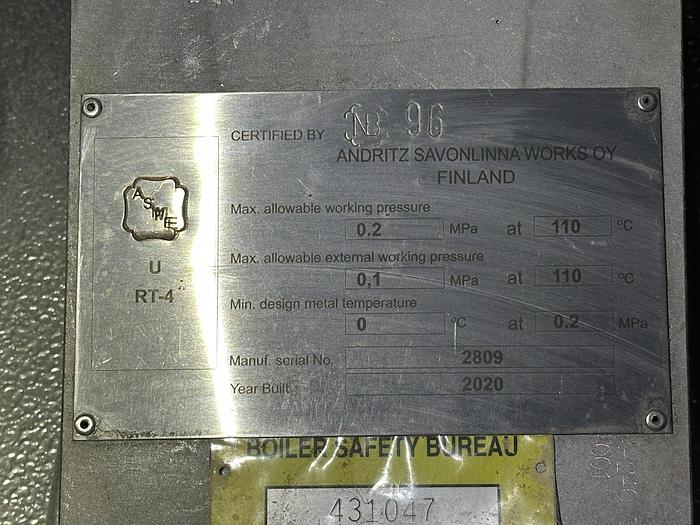 CERTIFIED BY NB 96
ANDRITZ SAVONLINNA WORKS OY
FINLAND
ASME
U
RT-4
Max. allowable working pressure
0.2 MPa at 110 °C
Max. allowable external working pressure
0,1 MPa at 110 °C
Min. design metal temperature
0 °C at 0.2 MPa
Manuf. serial No. 2809
Year Built 2020
BOILER SAFETY BUREAU
431047